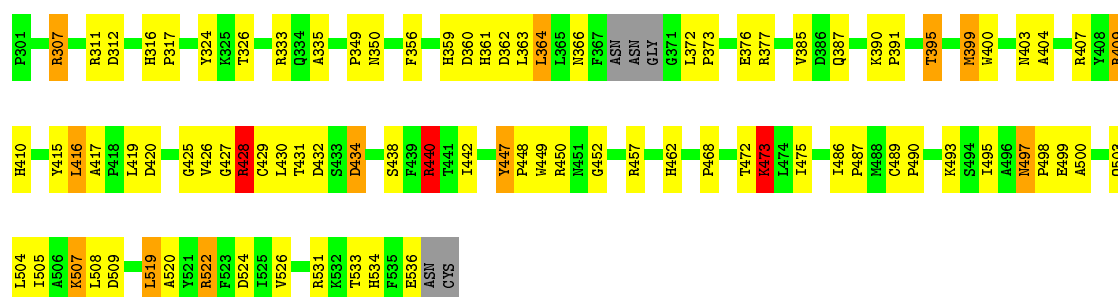 P301 R307 R311 D312 H316 P317 Y324 K325 T326 R333 Q334 A335 P349 N350 F356 H359 D360 H361 D362 L363 L364 L365 N366 F367 ASN ASN GLY G371 L372 P373 E376 R377 V385 D386 Q387 K390 P391 T395 M399 W400 N403 A404 R407 Y408 R409
H410 Y415 L416 A417 P418 L419 D420 G425 V426 G427 R428 C429 L430 T431 D432 S433 D434 S438 F439 R440 T441 I442 Y447 P448 W449 R450 N451 G452 R457 H462 P468 T472 K473 L474 I475 I486 P487 M488 C489 P490 K493 S494 I495 A496 N497 P498 E499 A500 Q503
L504 I505 A506 K507 L508 D509 L519 A520 Y521 R522 F523 D524 I525 V526 R531 K532 T533 H534 F535 E536 ASN CYS